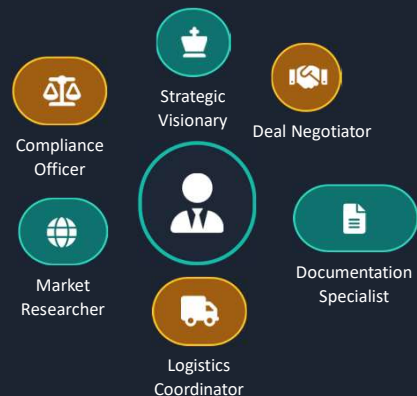 Strategic
Visionary
Deal Negotiator
Compliance
Officer
Market
Researcher
Documentation
Specialist
Logistics
Coordinator